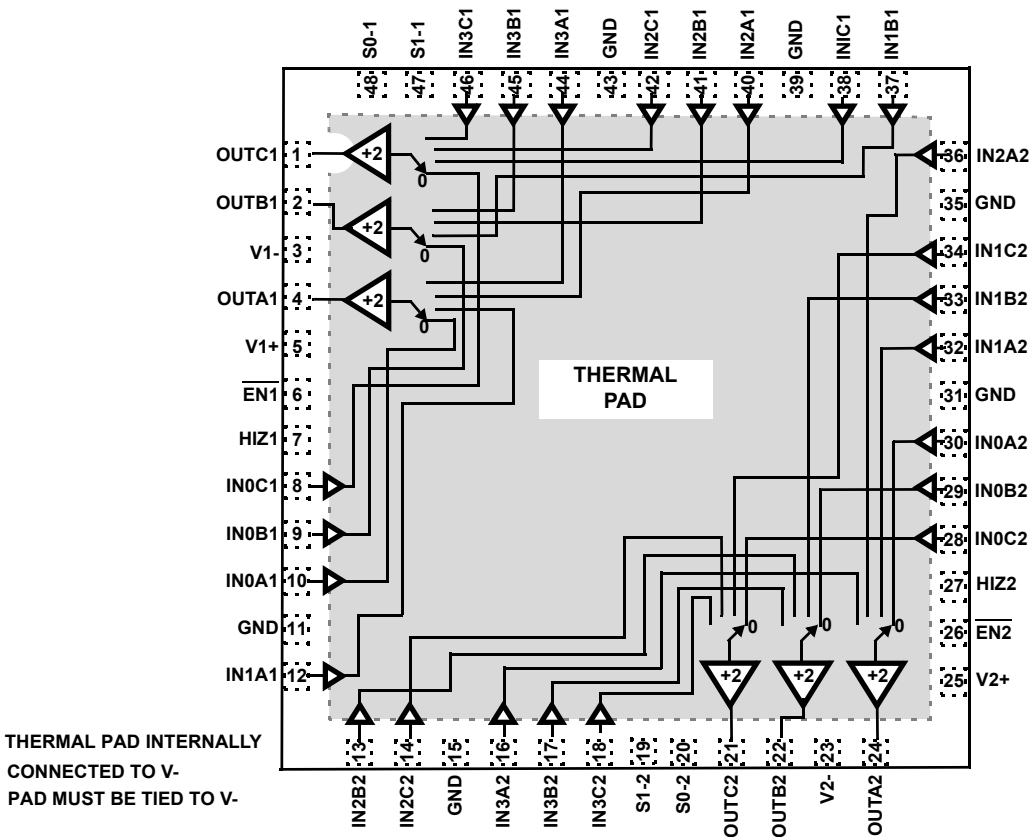 S0-1
S1-1
IN3C1
IN3B1
IN3A1
GND
IN2C1
IN2B1
IN2A1
GND
INIC1
IN1B1
48
47
46
45
44
43
42
41
40
39
38
37
OUTC1 1
OUTB1 2
V1- 3
OUTA1 4
V1+ 5
EN1 6
HIZ1 7
IN0C1 8
IN0B1 9
IN0A1 10
GND 11
IN1A1 12
+2
0
+2
0
+2
0
THERMAL
PAD
36 IN2A2
35 GND
34 IN1C2
33 IN1B2
32 IN1A2
31 GND
30 IN0A2
29 IN0B2
28 IN0C2
27 HIZ2
26 EN2
25 V2+
0
0
0
+2
+2
+2
13
14
15
16
17
18
19
20
21
22
23
24
IN2B2
IN2C2
GND
IN3A2
IN3B2
IN3C2
S1-2
S0-2
OUTC2
OUTB2
V2-
OUTA2
THERMAL PAD INTERNALLY
CONNECTED TO V-
PAD MUST BE TIED TO V-